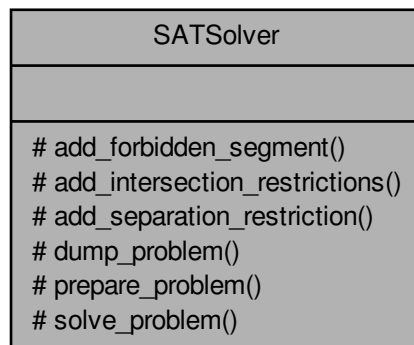 SATSolver
# add_forbidden_segment()
# add_intersection_restrictions()
# add_separation_restriction()
# dump_problem()
# prepare_problem()
# solve_problem()